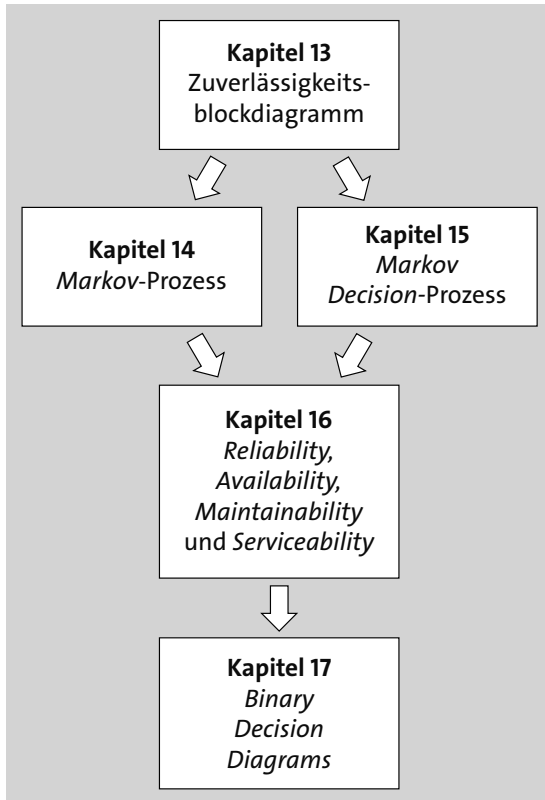 Kapitel 13
Zuverlässigkeits-
blockdiagramm
Kapitel 14
Markov-Prozess
Kapitel 15
Markov
Decision-Prozess
Kapitel 16
Reliability,
Availability,
Maintainability
und Serviceability
Kapitel 17
Binary
Decision
Diagrams